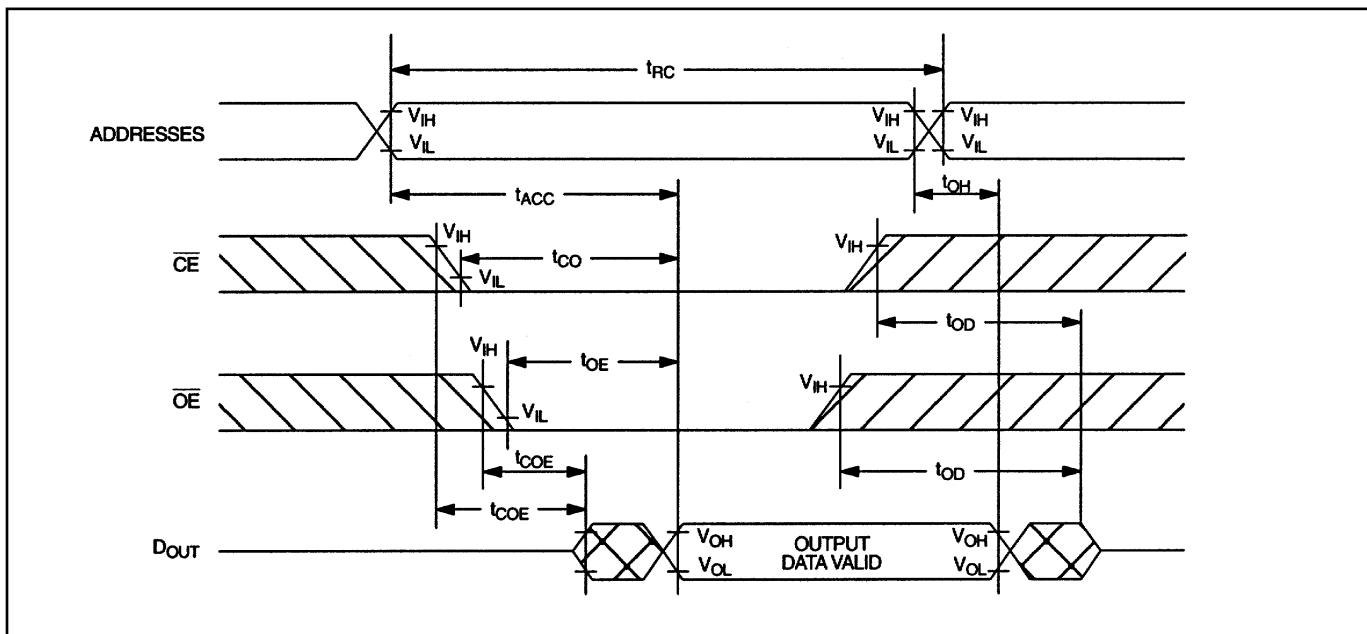 tRC
ADDRESSES
VIH
VIL
VIH
VIL
VIH
VIL
tACC
tOH
CE
VIH
VIL
tCO
VIH
tOD
OE
VIH
VIL
tOE
VIH
tOD
tCOE
tCOE
DOUT
VOH
VOL
OUTPUT
DATA VALID
VOH
VOL